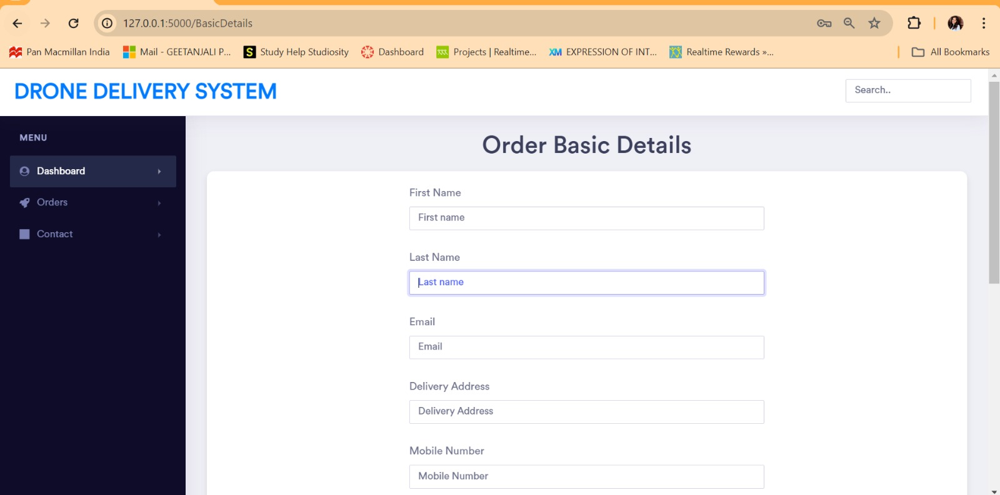 127.0.0.1:5000/BasicDetails
Pan Macmillan India
Mail - GEETANJALI P...
S Study Help Studiosity
Dashboard
Projects | Realtime...
XM EXPRESSION OF INT...
Realtime Rewards »...
All Bookmarks
DRONE DELIVERY SYSTEM
Search..
MENU
Dashboard
Orders
Contact
Order Basic Details
First Name
First name
Last Name
Last name
Email
Email
Delivery Address
Delivery Address
Mobile Number
Mobile Number